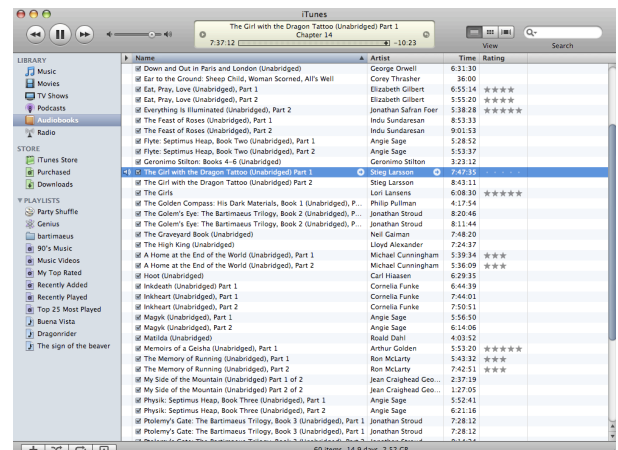 iTunes
The Girl with the Dragon Tattoo (Unabridged) Part 1
Chapter 14
7:37:12 -10:23
View Search
LIBRARY
Music
Movies
TV Shows
Podcasts
Audiobooks
Radio
STORE
iTunes Store
Purchased
Downloads
PLAYLISTS
Party Shuffle
Genius
bartimaeus
90's Music
Music Videos
My Top Rated
Recently Added
Recently Played
Top 25 Most Played
Buena Vista
Dragonrider
The sign of the beaver
Name Artist Time Rating
Down and Out in Paris and London (Unabridged) George Orwell 6:31:30
Ear to the Ground: Sheep Child, Woman Scorned, All's Well Corey Thrasher 36:00
Eat, Pray, Love (Unabridged), Part 1 Elizabeth Gilbert 6:55:14 ★★★★
Eat, Pray, Love (Unabridged), Part 2 Elizabeth Gilbert 5:55:20 ★★★★
Everything Is Illuminated (Unabridged), Part 2 Jonathan Safran Foer 5:38:28 ★★★★★
The Feast of Roses (Unabridged), Part 1 Indu Sundaresan 8:53:33
The Feast of Roses (Unabridged), Part 2 Indu Sundaresan 9:01:53
Flyte: Septimus Heap, Book Two (Unabridged), Part 1 Angie Sage 5:28:52
Flyte: Septimus Heap, Book Two (Unabridged), Part 2 Angie Sage 5:53:37
Geronimo Stilton: Books 4-6 (Unabridged) Geronimo Stilton 3:23:12
The Girl with the Dragon Tattoo (Unabridged) Part 1 Stieg Larsson 7:47:35
The Girl with the Dragon Tattoo (Unabridged) Part 2 Stieg Larsson 8:43:11
The Girls Lori Lansens 6:08:30 ★★★★★
The Golden Compass: His Dark Materials, Book 1 (Unabridged), P... Philip Pullman 4:17:54
The Golem's Eye: The Bartimaeus Trilogy, Book 2 (Unabridged), P... Jonathan Stroud 8:20:46
The Golem's Eye: The Bartimaeus Trilogy, Book 2 (Unabridged), P... Jonathan Stroud 8:11:44
The Graveyard Book (Unabridged) Neil Gaiman 7:48:20
The High King (Unabridged) Lloyd Alexander 7:24:37
A Home at the End of the World (Unabridged), Part 1 Michael Cunningham 5:39:34 ★★★
A Home at the End of the World (Unabridged), Part 2 Michael Cunningham 5:36:09 ★★★
Hoot (Unabridged) Carl Hiaasen 6:29:35
Inkdeath (Unabridged) Part 1 Cornelia Funke 6:44:39
Inkheart (Unabridged) Part 1 Cornelia Funke 7:44:01
Inkheart (Unabridged) Part 2 Cornelia Funke 7:50:51
Magyk (Unabridged), Part 1 Angie Sage 5:56:50
Magyk (Unabridged), Part 2 Angie Sage 6:14:06
Matilda (Unabridged) Roald Dahl 4:03:52
Memoirs of a Geisha (Unabridged), Part 1 Arthur Golden 5:53:20 ★★★★★
The Memory of Running (Unabridged), Part 1 Ron McLarty 5:43:32 ★★★
The Memory of Running (Unabridged), Part 2 Ron McLarty 7:42:51 ★★★
My Side of the Mountain (Unabridged) Part 1 of 2 Jean Craighead Geo... 2:37:19
My Side of the Mountain (Unabridged) Part 2 of 2 Jean Craighead Geo... 1:27:05
Physik: Septimus Heap, Book Three (Unabridged), Part 1 Angie Sage 5:52:41
Physik: Septimus Heap, Book Three (Unabridged), Part 2 Angie Sage 6:21:16
Ptolemy's Gate: The Bartimaeus Trilogy, Book 3 (Unabridged), Part 1 Jonathan Stroud 7:28:12
Ptolemy's Gate: The Bartimaeus Trilogy, Book 3 (Unabridged), Part 1 Jonathan Stroud 7:28:12
60 items, 14.9 days, 3.52 GB